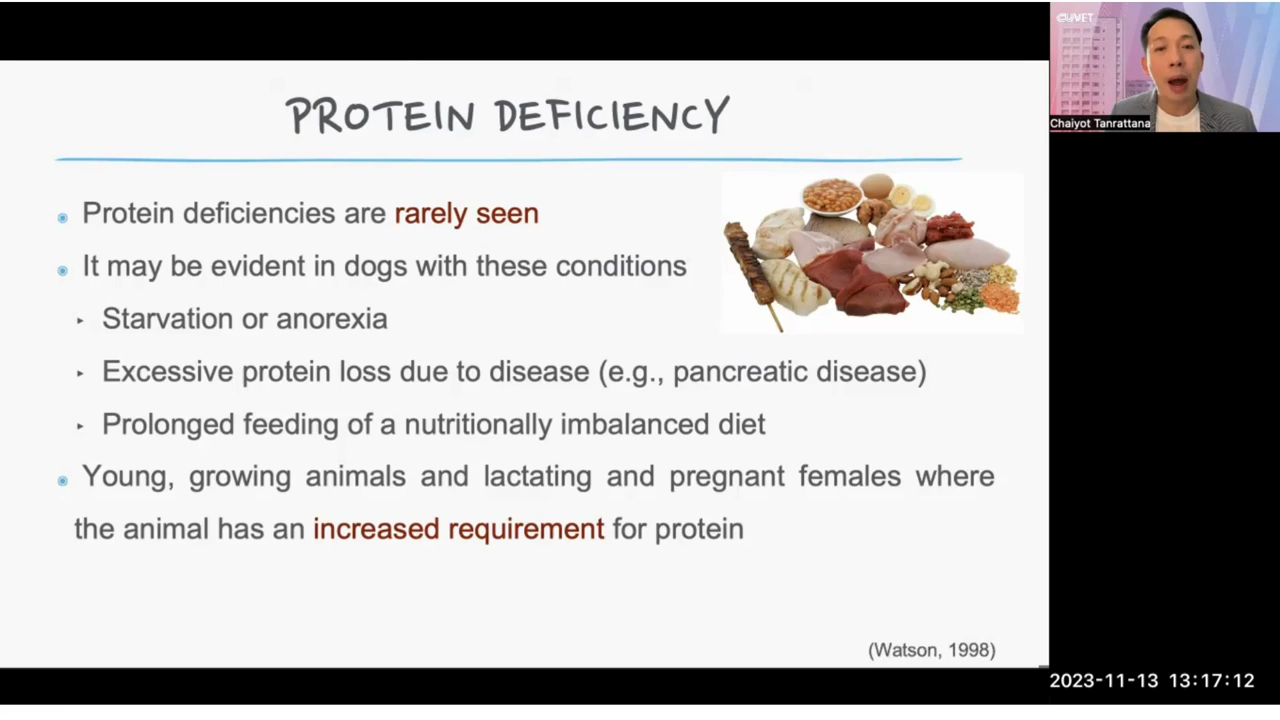 PROTEIN DEFICIENCY
Protein deficiencies are rarely seen
It may be evident in dogs with these conditions
Starvation or anorexia
Excessive protein loss due to disease (e.g., pancreatic disease)
Prolonged feeding of a nutritionally imbalanced diet
Young, growing animals and lactating and pregnant females where
the animal has an increased requirement for protein
(Watson, 1998)
Chaiyot Tanrattana
2023-11-13 13:17:12